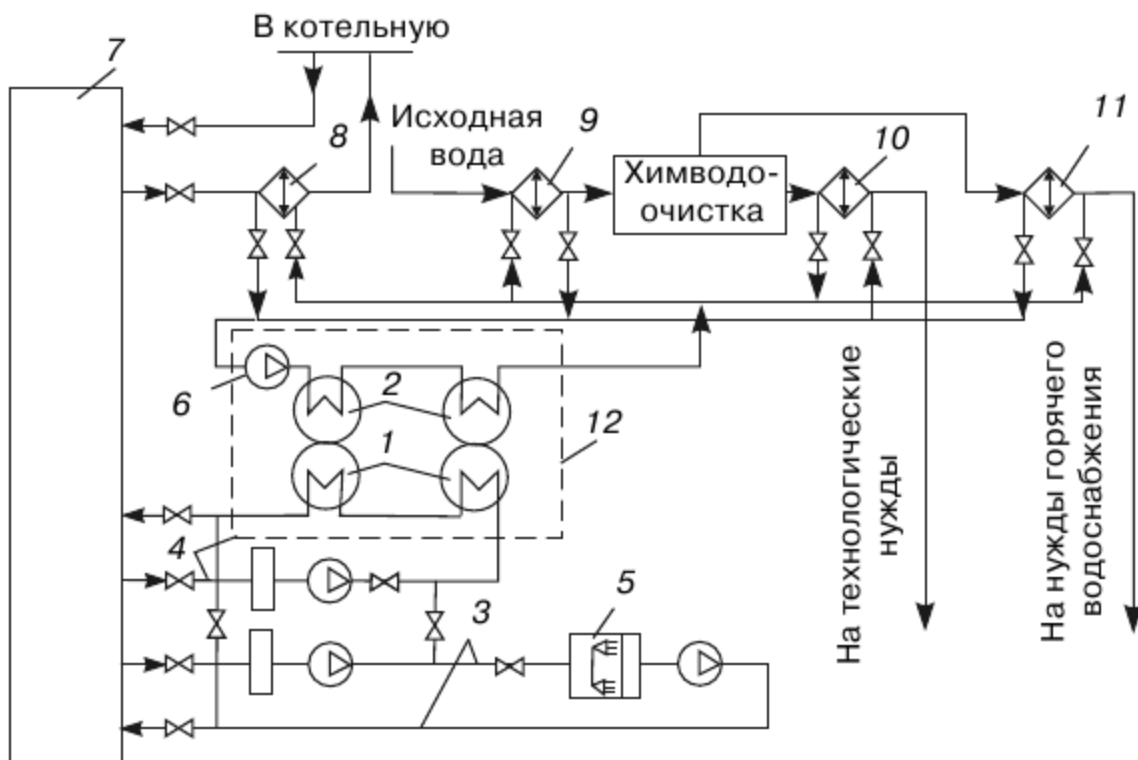 В котельную
7
8
Исходная
вода
9
Химводо-
очистка
10
11
6
2
1
12
4
3
5
На технологические
нужды
На нужды горячего
водоснабжения